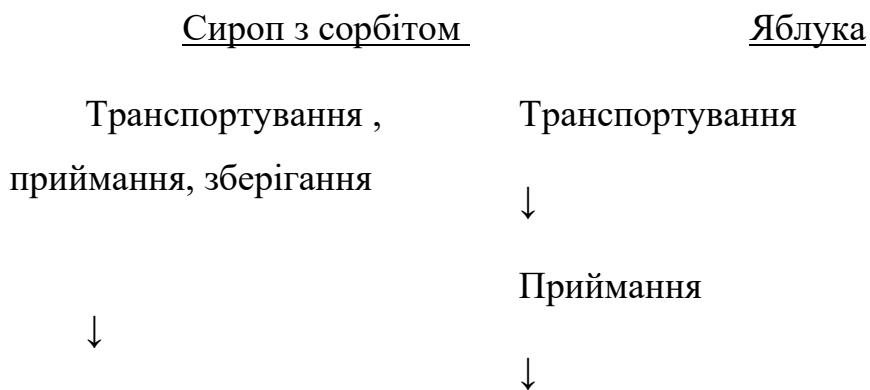 Сироп з сорбітом Яблука
Транспортування , Транспортування
приймання, зберігання
↓
Приймання
↓
↓